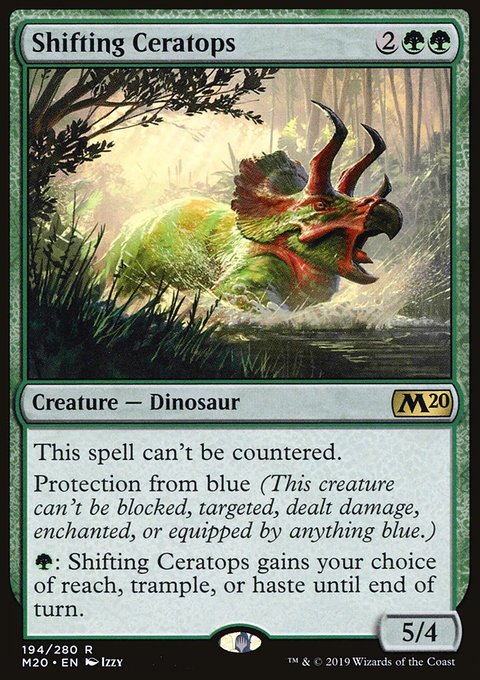 Shifting Ceratops 2
Creature — Dinosaur M20
This spell can't be countered.
Protection from blue (This creature
can't be blocked, targeted, dealt damage,
enchanted, or equipped by anything blue.)
: Shifting Ceratops gains your choice
of reach, trample, or haste until end of
turn.
5/4
194/280 R
M20 • EN Izzy ™ & © 2019 Wizards of the Coast